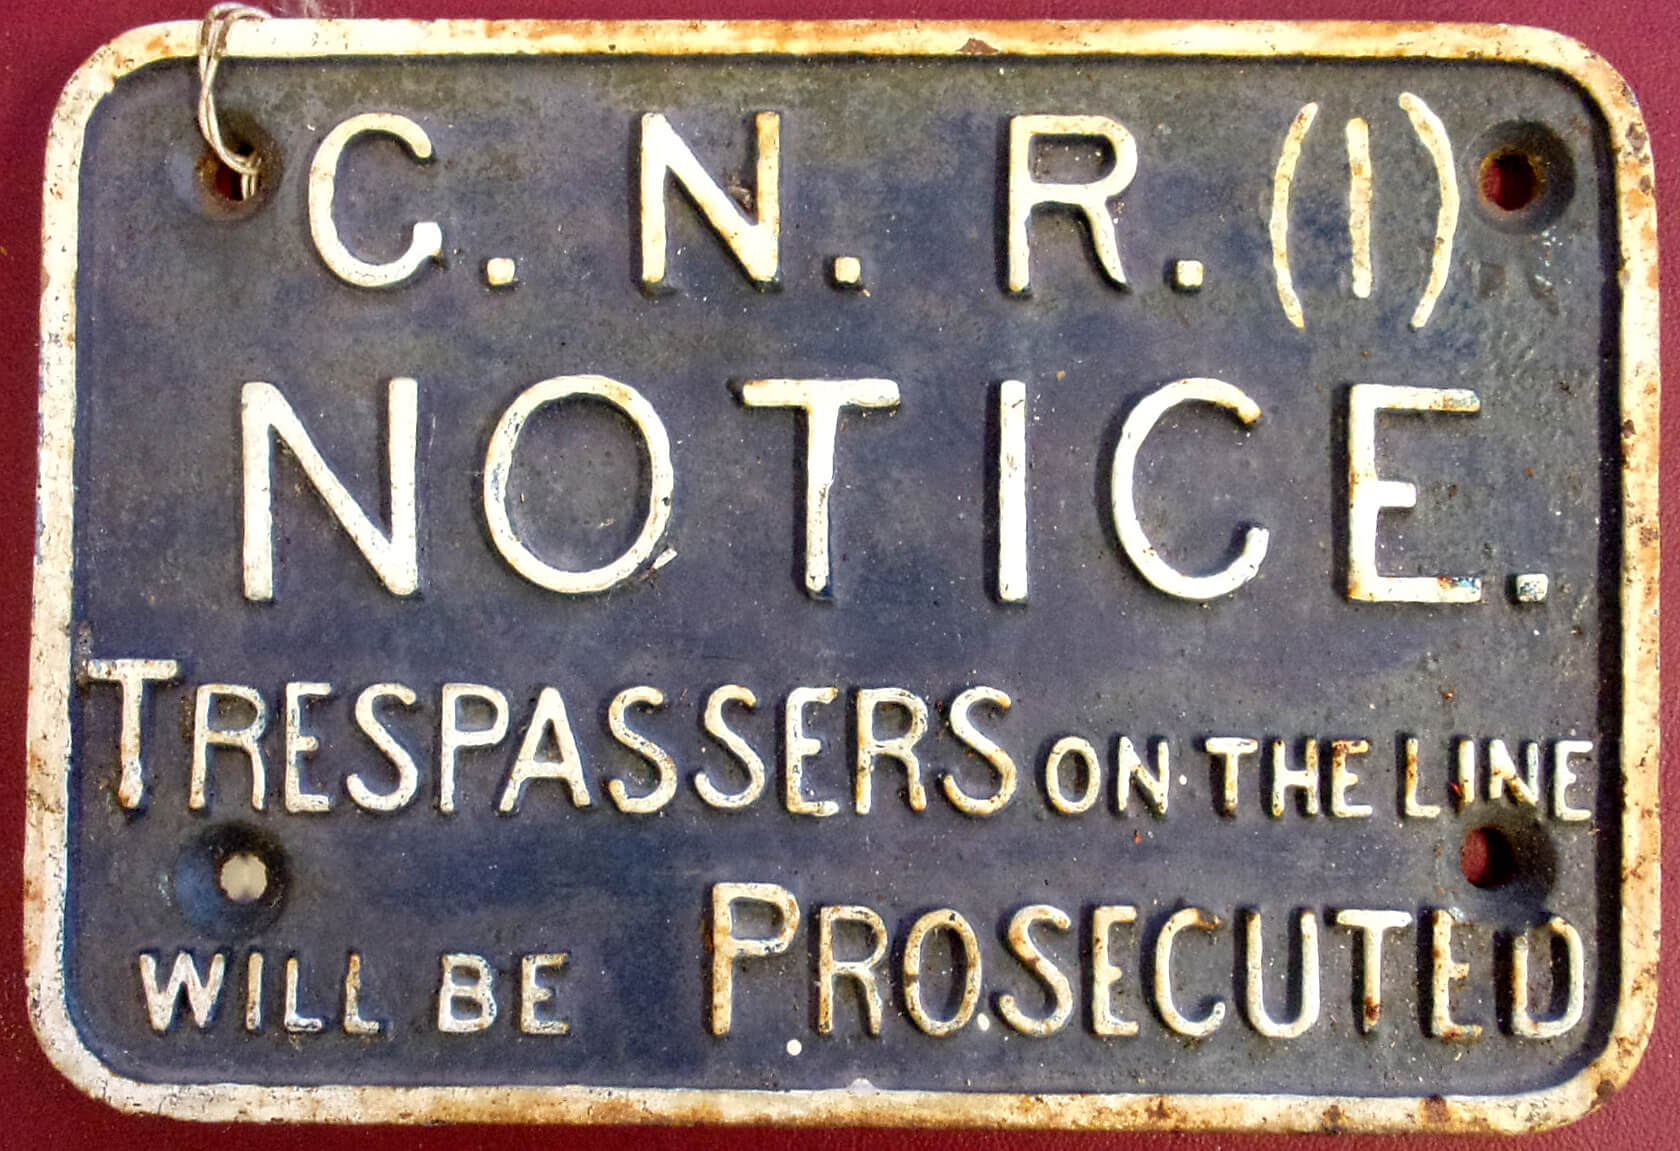 G. N. R. (I)
NOTICE.
TRESPASSERS ON THE LINE
WILL BE PROSECUTED